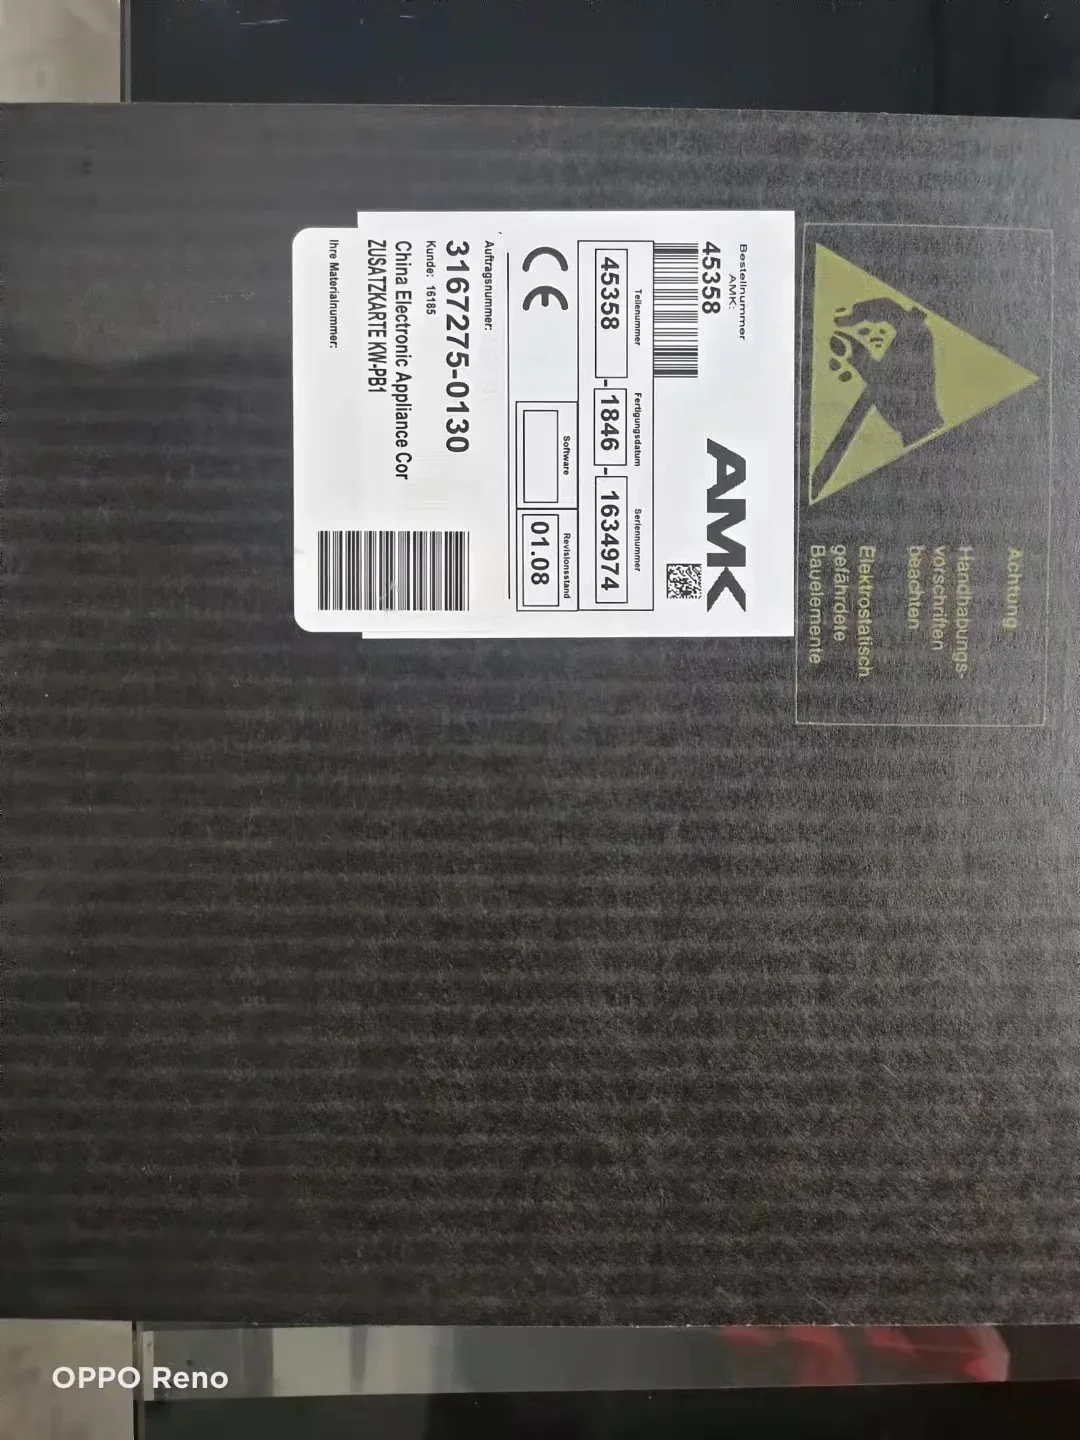 Achtung
Handhabungs-
vorschriften
beachten
Elektrostatisch
gefährdete
Bauelemente
Bestellnummer
AMK:
45358
AMK
Teilenummer
Fertigungsdatum
Seriennummer
45358 - 1846 - 1634974
Software
Revisionsstand
01.08
CE
Auftragsnummer:
3167275-0130
Kunde: 16185
China Electronic Appliance Cor
ZUSATZKARTE KW-PB1
Ihre Materialnummer:
OPPO Reno